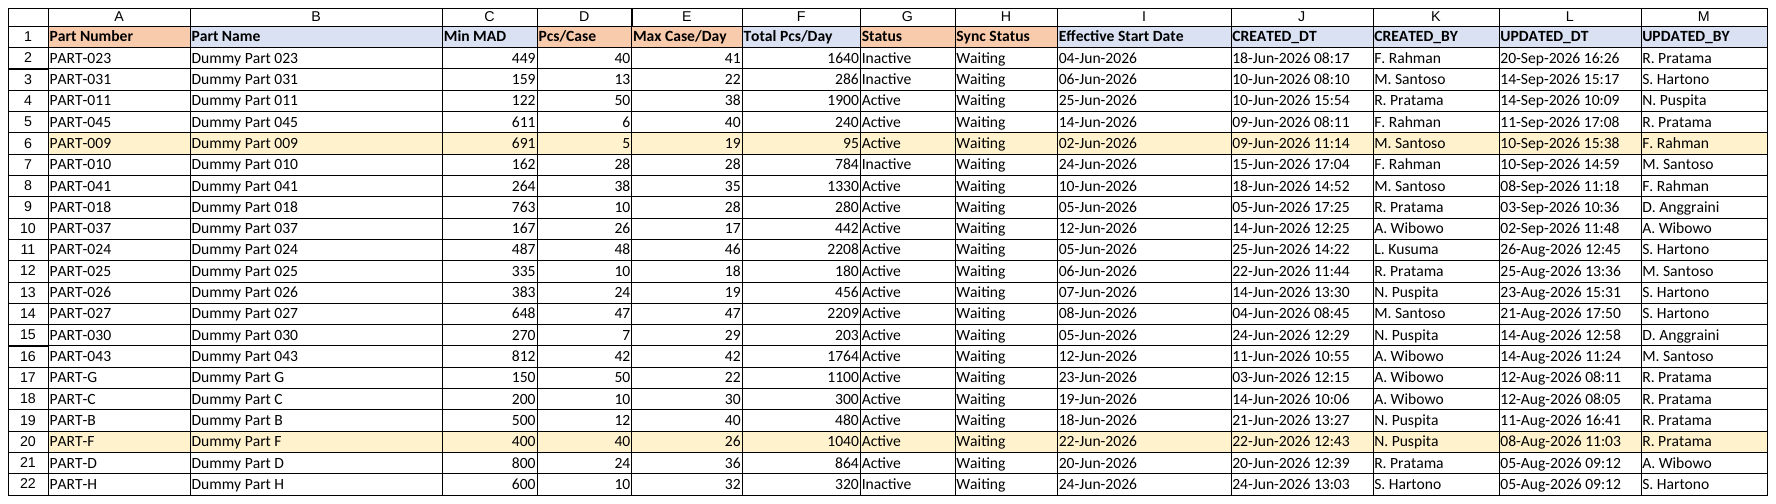 A B C D E F G H I J K L M
1 Part Number Part Name Min MAD Pcs/Case Max Case/Day Total Pcs/Day Status Sync Status Effective Start Date CREATED_DT CREATED_BY UPDATED_DT UPDATED_BY
2 PART-023 Dummy Part 023 449 40 41 1640 Inactive Waiting 04-Jun-2026 18-Jun-2026 08:17 F. Rahman 20-Sep-2026 16:26 R. Pratama
3 PART-031 Dummy Part 031 159 13 22 286 Inactive Waiting 06-Jun-2026 10-Jun-2026 08:10 M. Santoso 14-Sep-2026 15:17 S. Hartono
4 PART-011 Dummy Part 011 122 50 38 1900 Active Waiting 25-Jun-2026 10-Jun-2026 15:54 R. Pratama 14-Sep-2026 10:09 N. Puspita
5 PART-045 Dummy Part 045 611 6 40 240 Active Waiting 14-Jun-2026 09-Jun-2026 08:11 F. Rahman 11-Sep-2026 17:08 R. Pratama
6 PART-009 Dummy Part 009 691 5 19 95 Active Waiting 02-Jun-2026 09-Jun-2026 11:14 M. Santoso 10-Sep-2026 15:38 F. Rahman
7 PART-010 Dummy Part 010 162 28 28 784 Inactive Waiting 24-Jun-2026 15-Jun-2026 17:04 F. Rahman 10-Sep-2026 14:59 M. Santoso
8 PART-041 Dummy Part 041 264 38 35 1330 Active Waiting 10-Jun-2026 18-Jun-2026 14:52 M. Santoso 08-Sep-2026 11:18 F. Rahman
9 PART-018 Dummy Part 018 763 10 28 280 Active Waiting 05-Jun-2026 05-Jun-2026 17:25 R. Pratama 03-Sep-2026 10:36 D. Anggraini
10 PART-037 Dummy Part 037 167 26 17 442 Active Waiting 12-Jun-2026 14-Jun-2026 12:25 A. Wibowo 02-Sep-2026 11:48 A. Wibowo
11 PART-024 Dummy Part 024 487 48 46 2208 Active Waiting 05-Jun-2026 25-Jun-2026 14:22 L. Kusuma 26-Aug-2026 12:45 S. Hartono
12 PART-025 Dummy Part 025 335 10 18 180 Active Waiting 06-Jun-2026 22-Jun-2026 11:44 R. Pratama 25-Aug-2026 13:36 M. Santoso
13 PART-026 Dummy Part 026 383 24 19 456 Active Waiting 07-Jun-2026 14-Jun-2026 13:30 N. Puspita 23-Aug-2026 15:31 S. Hartono
14 PART-027 Dummy Part 027 648 47 47 2209 Active Waiting 08-Jun-2026 04-Jun-2026 08:45 M. Santoso 21-Aug-2026 17:50 S. Hartono
15 PART-030 Dummy Part 030 270 7 29 203 Active Waiting 05-Jun-2026 24-Jun-2026 12:29 N. Puspita 14-Aug-2026 12:58 D. Anggraini
16 PART-043 Dummy Part 043 812 42 42 1764 Active Waiting 12-Jun-2026 11-Jun-2026 10:55 A. Wibowo 14-Aug-2026 11:24 M. Santoso
17 PART-G Dummy Part G 150 50 22 1100 Active Waiting 23-Jun-2026 03-Jun-2026 12:15 A. Wibowo 12-Aug-2026 08:11 R. Pratama
18 PART-C Dummy Part C 200 10 30 300 Active Waiting 19-Jun-2026 14-Jun-2026 10:06 A. Wibowo 12-Aug-2026 08:05 R. Pratama
19 PART-B Dummy Part B 500 12 40 480 Active Waiting 18-Jun-2026 21-Jun-2026 13:27 N. Puspita 11-Aug-2026 16:41 R. Pratama
20 PART-F Dummy Part F 400 40 26 1040 Active Waiting 22-Jun-2026 22-Jun-2026 12:43 N. Puspita 08-Aug-2026 11:03 R. Pratama
21 PART-D Dummy Part D 800 24 36 864 Active Waiting 20-Jun-2026 20-Jun-2026 12:39 R. Pratama 05-Aug-2026 09:12 A. Wibowo
22 PART-H Dummy Part H 600 10 32 320 Inactive Waiting 24-Jun-2026 24-Jun-2026 13:03 S. Hartono 05-Aug-2026 09:12 S. Hartono